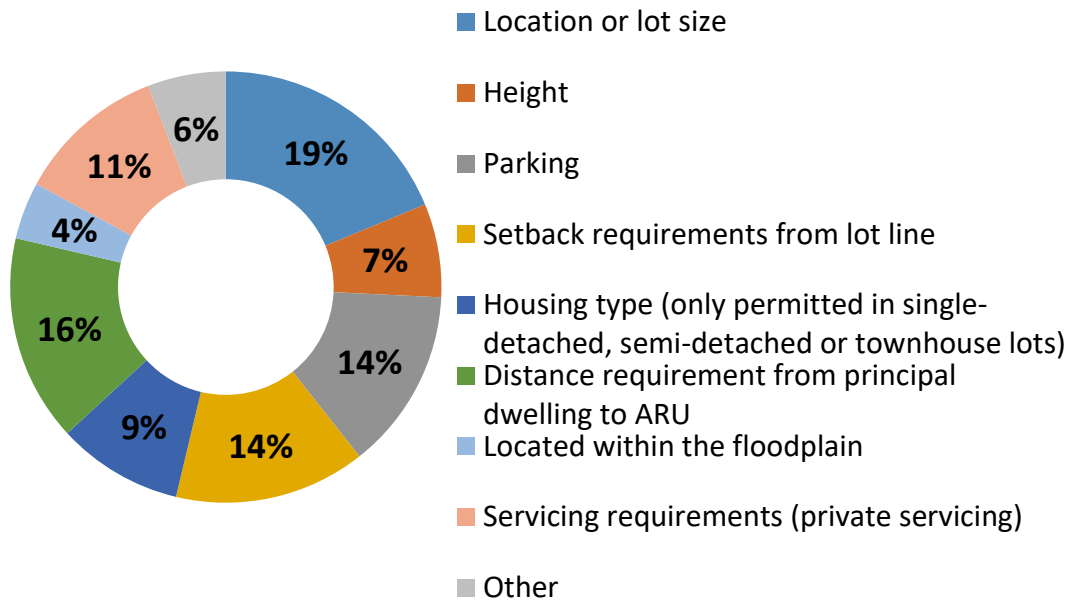 Location or lot size
Height
Parking
Setback requirements from lot line
Housing type (only permitted in single-
detached, semi-detached or townhouse lots)
Distance requirement from principal
dwelling to ARU
Located within the floodplain
Servicing requirements (private servicing)
Other
19%
7%
14%
14%
9%
16%
4%
11%
6%